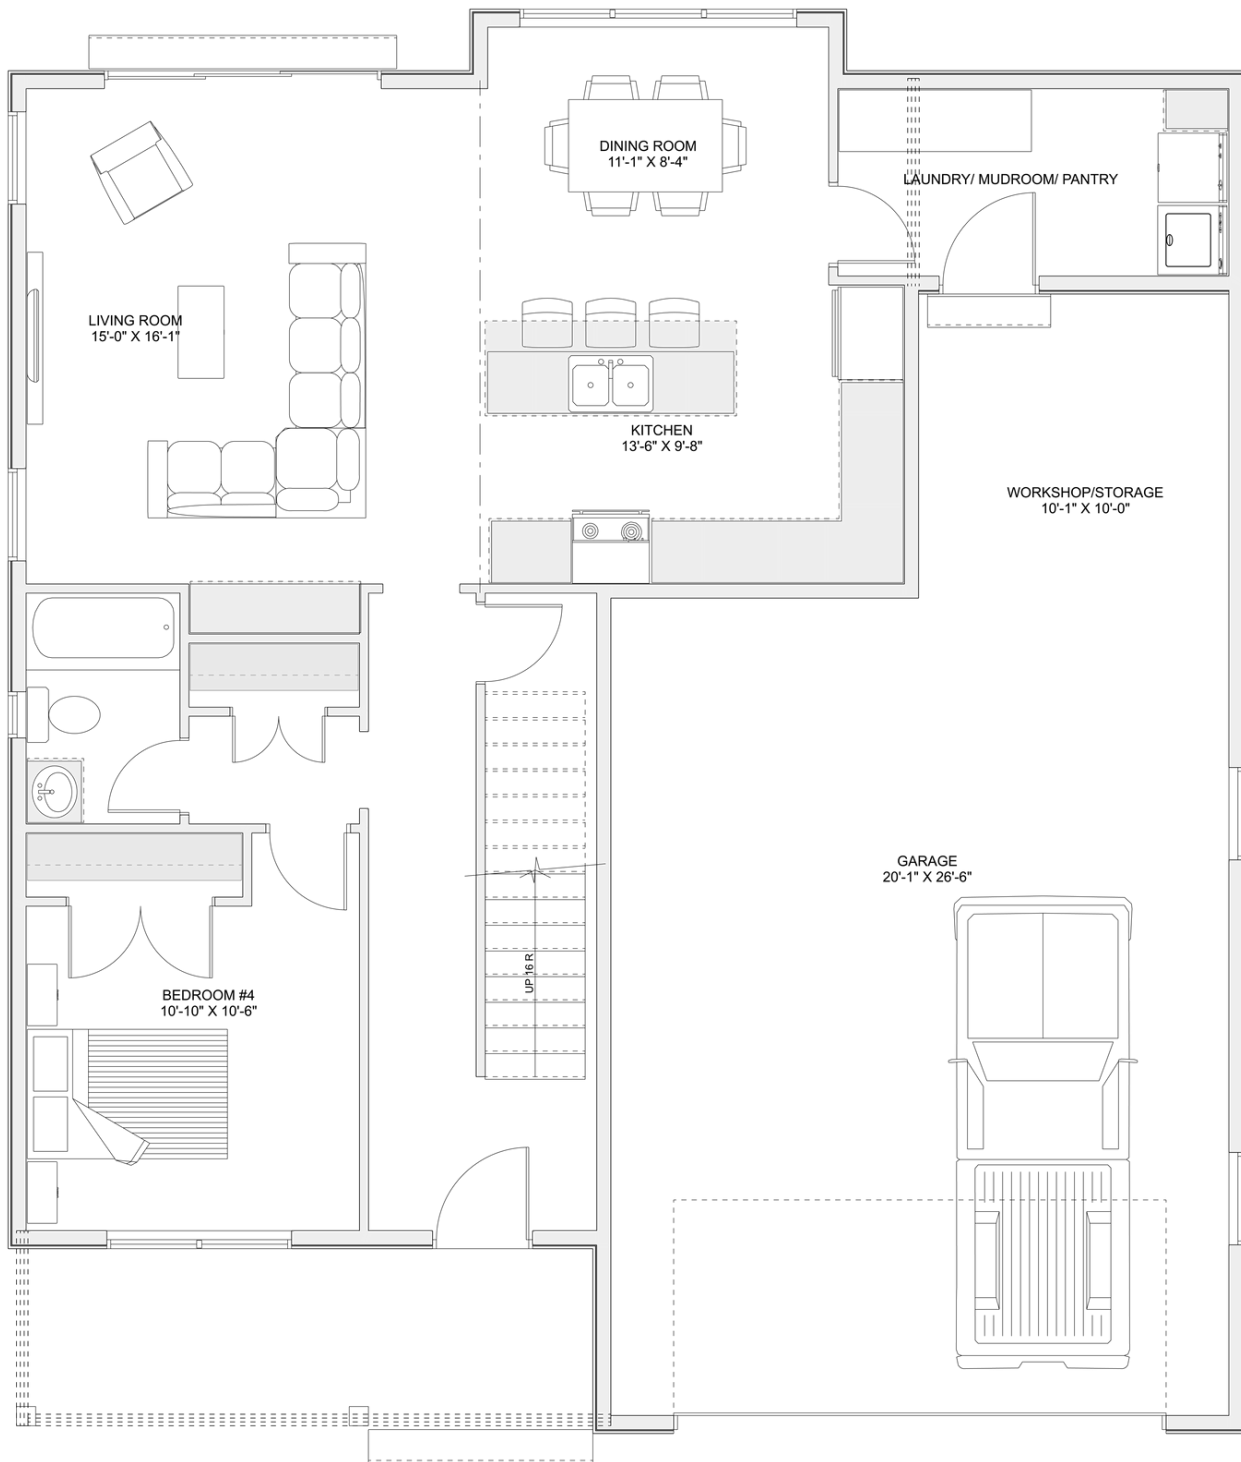 DINING ROOM
11'-1" X 8'-4"
LAUNDRY/ MUDROOM/ PANTRY
LIVING ROOM
15'-0" X 16'-1"
KITCHEN
13'-6" X 9'-8"
WORKSHOP/STORAGE
10'-1" X 10'-0"
GARAGE
20'-1" X 26'-6"
UP 16 R
BEDROOM #4
10'-10" X 10'-6"